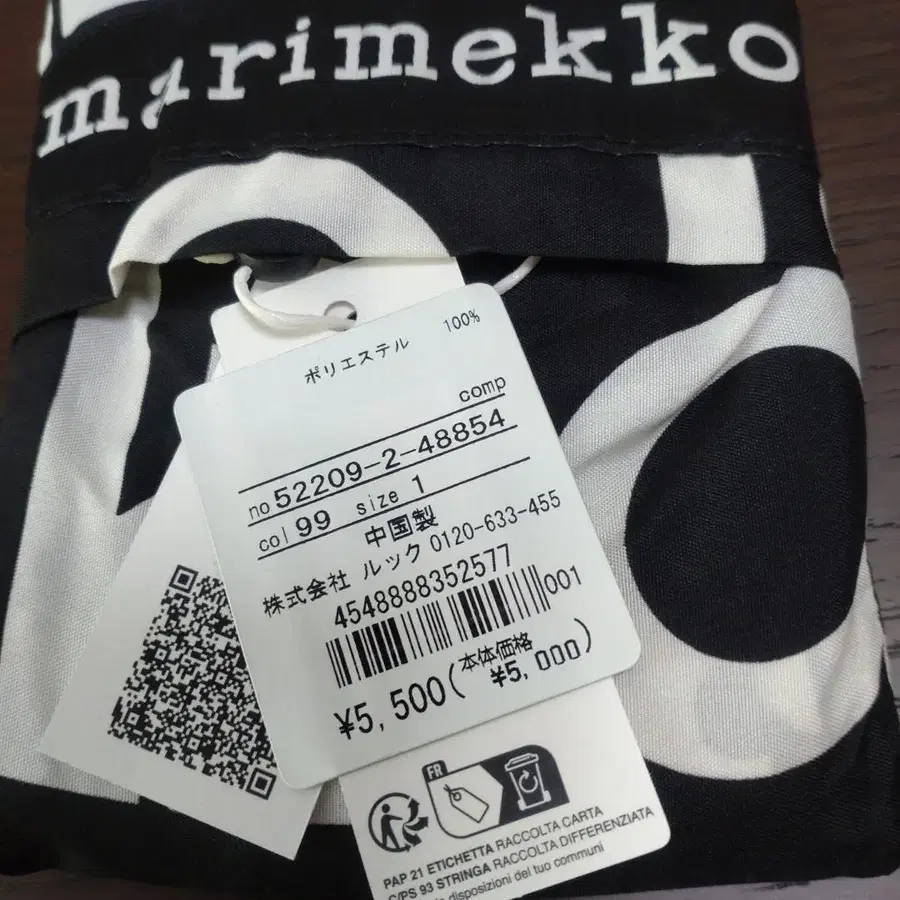 marimekko
ポリエステル 100%
comp
no 52209-2-48854
col 99 size 1
中国製
株式会社 ルック 0120-633-455
4548888352577
001
¥5,500(本体価格 ¥5,000)
FR
PAP 21 ETICHETTA RACCOLTA CARTA
C/PS 93 STRINGA RACCOLTA DIFFERENZIATA
le disposizioni del tuo comune